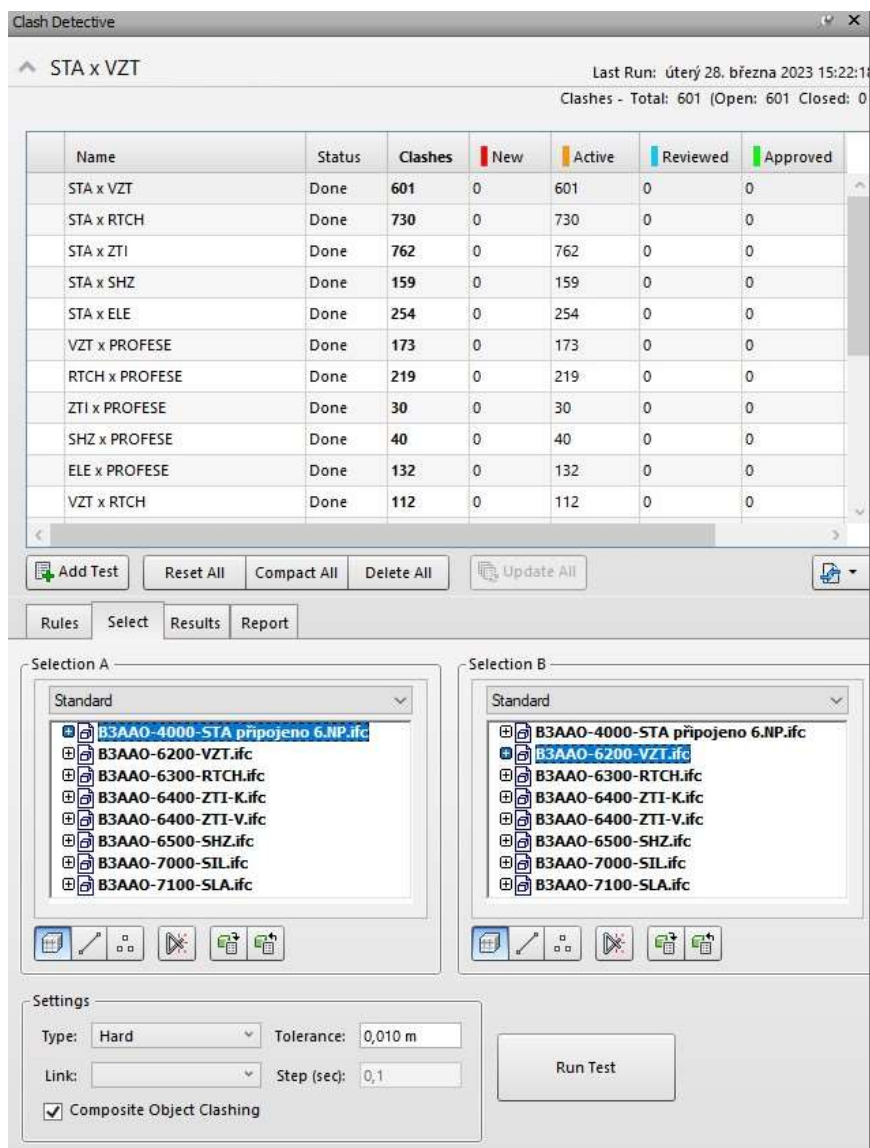 Clash Detective
STA x VZT
Last Run: úterý 28. března 2023 15:22:18
Clashes - Total: 601 (Open: 601 Closed: 0
Name Status Clashes New Active Reviewed Approved
STA x VZT Done 601 0 601 0 0
STA x RTCH Done 730 0 730 0 0
STA x ZTI Done 762 0 762 0 0
STA x SHZ Done 159 0 159 0 0
STA x ELE Done 254 0 254 0 0
VZT x PROFESE Done 173 0 173 0 0
RTCH x PROFESE Done 219 0 219 0 0
ZTI x PROFESE Done 30 0 30 0 0
SHZ x PROFESE Done 40 0 40 0 0
ELE x PROFESE Done 132 0 132 0 0
VZT x RTCH Done 112 0 112 0 0
Add Test Reset All Compact All Delete All Update All
Rules Select Results Report
Selection A
Standard
B3AAO-4000-STA připojeno 6.NP.ifc
B3AAO-6200-VZT.ifc
B3AAO-6300-RTCH.ifc
B3AAO-6400-ZTI-K.ifc
B3AAO-6400-ZTI-V.ifc
B3AAO-6500-SHZ.ifc
B3AAO-7000-SIL.ifc
B3AAO-7100-SLA.ifc
Selection B
Standard
B3AAO-4000-STA připojeno 6.NP.ifc
B3AAO-6200-VZT.ifc
B3AAO-6300-RTCH.ifc
B3AAO-6400-ZTI-K.ifc
B3AAO-6400-ZTI-V.ifc
B3AAO-6500-SHZ.ifc
B3AAO-7000-SIL.ifc
B3AAO-7100-SLA.ifc
Settings
Type: Hard Tolerance: 0,010 m
Link: Step (sec): 0,1
Composite Object Clashing
Run Test